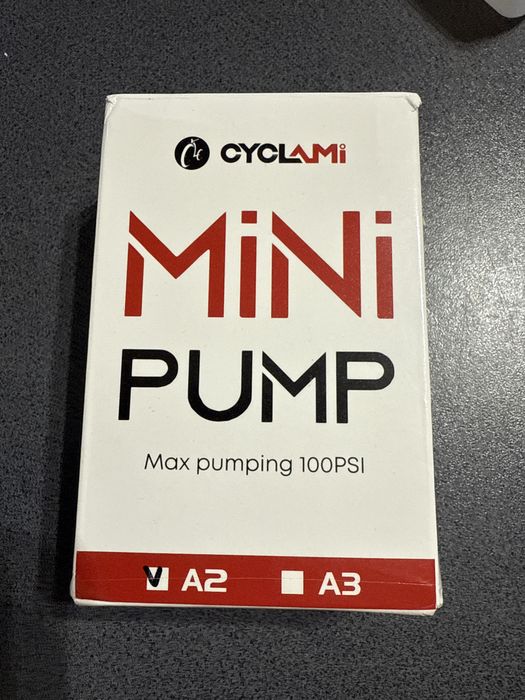 CYCLAMi
MiNi
PUMP
Max pumping 100PSI
A2 A3